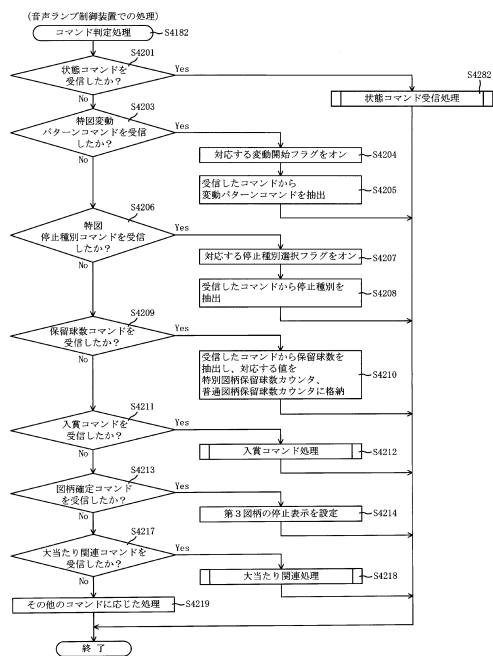 (音声ランプ制御装置での処理)
コマンド判定処理
S4182
S4201
状態コマンドを
受信したか？
Yes
No
S4282
状態コマンド受信処理
S4203
特図変動
パターンコマンドを受信
したか？
Yes
No
対応する変動開始フラグをオン
S4204
受信したコマンドから
変動パターンコマンドを抽出
S4205
S4206
特図
停止種別コマンドを受信
したか？
Yes
No
対応する停止種別選択フラグをオン
S4207
受信したコマンドから停止種別を
抽出
S4208
S4209
保留球数コマンドを
受信したか？
Yes
No
受信したコマンドから保留球数を
抽出し、対応する値を
特別図柄保留球数カウンタ、
普通図柄保留球数カウンタに格納
S4210
S4211
入賞コマンドを
受信したか？
Yes
No
入賞コマンド処理
S4212
S4213
図柄確定コマンド
を受信したか？
Yes
No
第３図柄の停止表示を設定
S4214
S4217
大当たり関連コマンドを
受信したか？
Yes
No
大当たり関連処理
S4218
その他のコマンドに応じた処理
S4219
終了